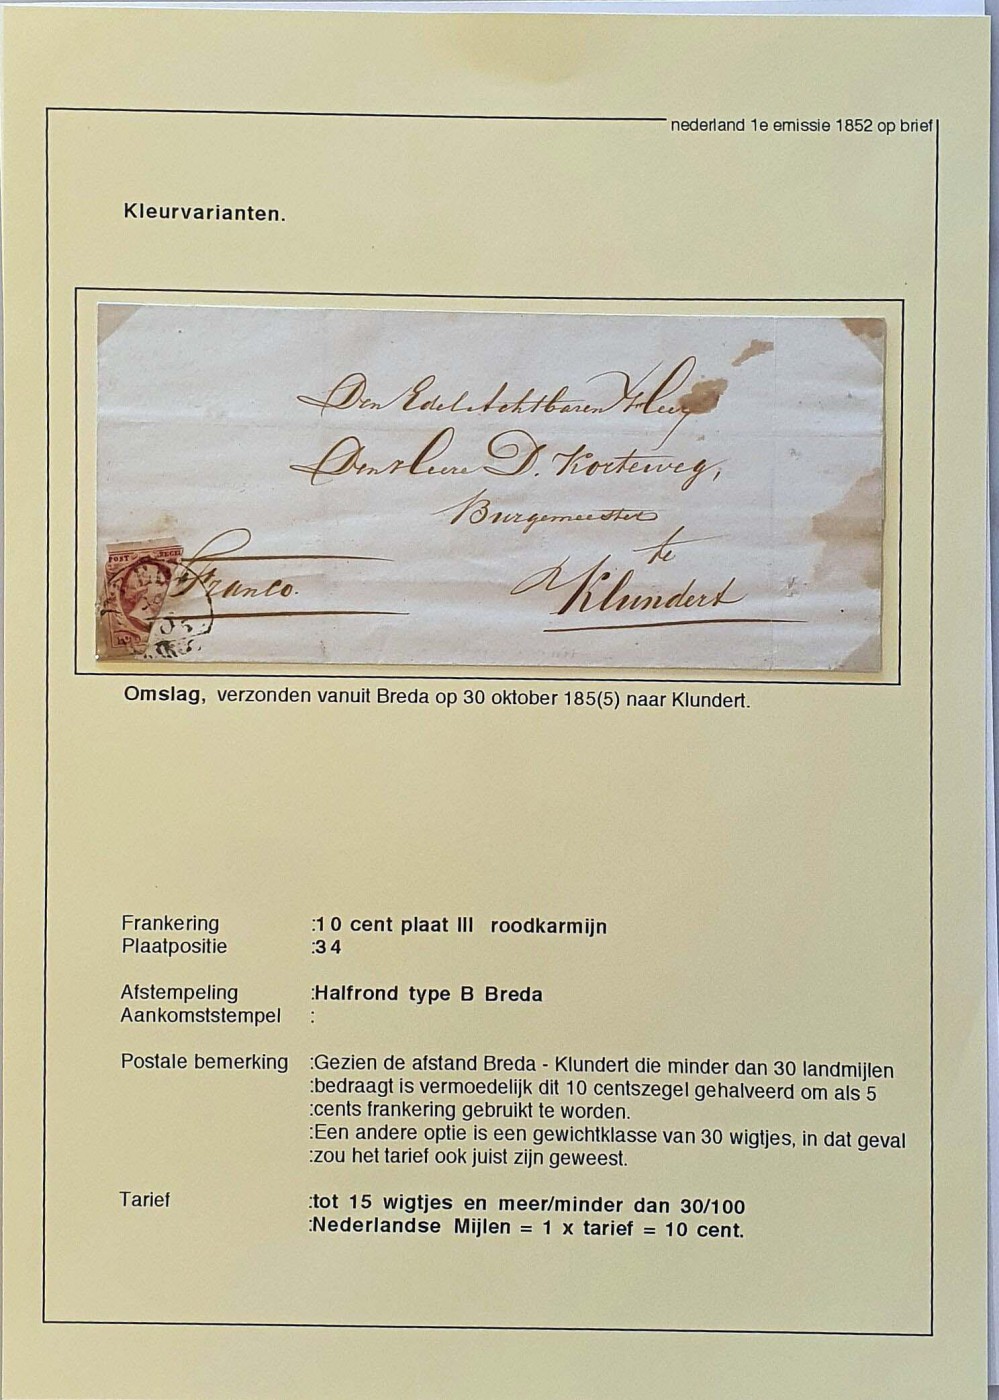 nederland 1e emissie 1852 op brief
Kleurvarianten.
Den Edel Achtbaren Heer
Den Heere D. Korteweg,
Burgemeester
te
Klundert
Franco.
POST ZEGEL
Omslag, verzonden vanuit Breda op 30 oktober 185(5) naar Klundert.
Frankering :10 cent plaat III roodkarmijn
Plaatpositie :34
Afstempeling :Halfrond type B Breda
Aankomststempel :
Postale bemerking :Gezien de afstand Breda - Klundert die minder dan 30 landmijlen
:bedraagt is vermoedelijk dit 10 centszegel gehalveerd om als 5
:cents frankering gebruikt te worden.
:Een andere optie is een gewichtklasse van 30 wigtjes, in dat geval
:zou het tarief ook juist zijn geweest.
Tarief :tot 15 wigtjes en meer/minder dan 30/100
:Nederlandse Mijlen = 1 x tarief = 10 cent.